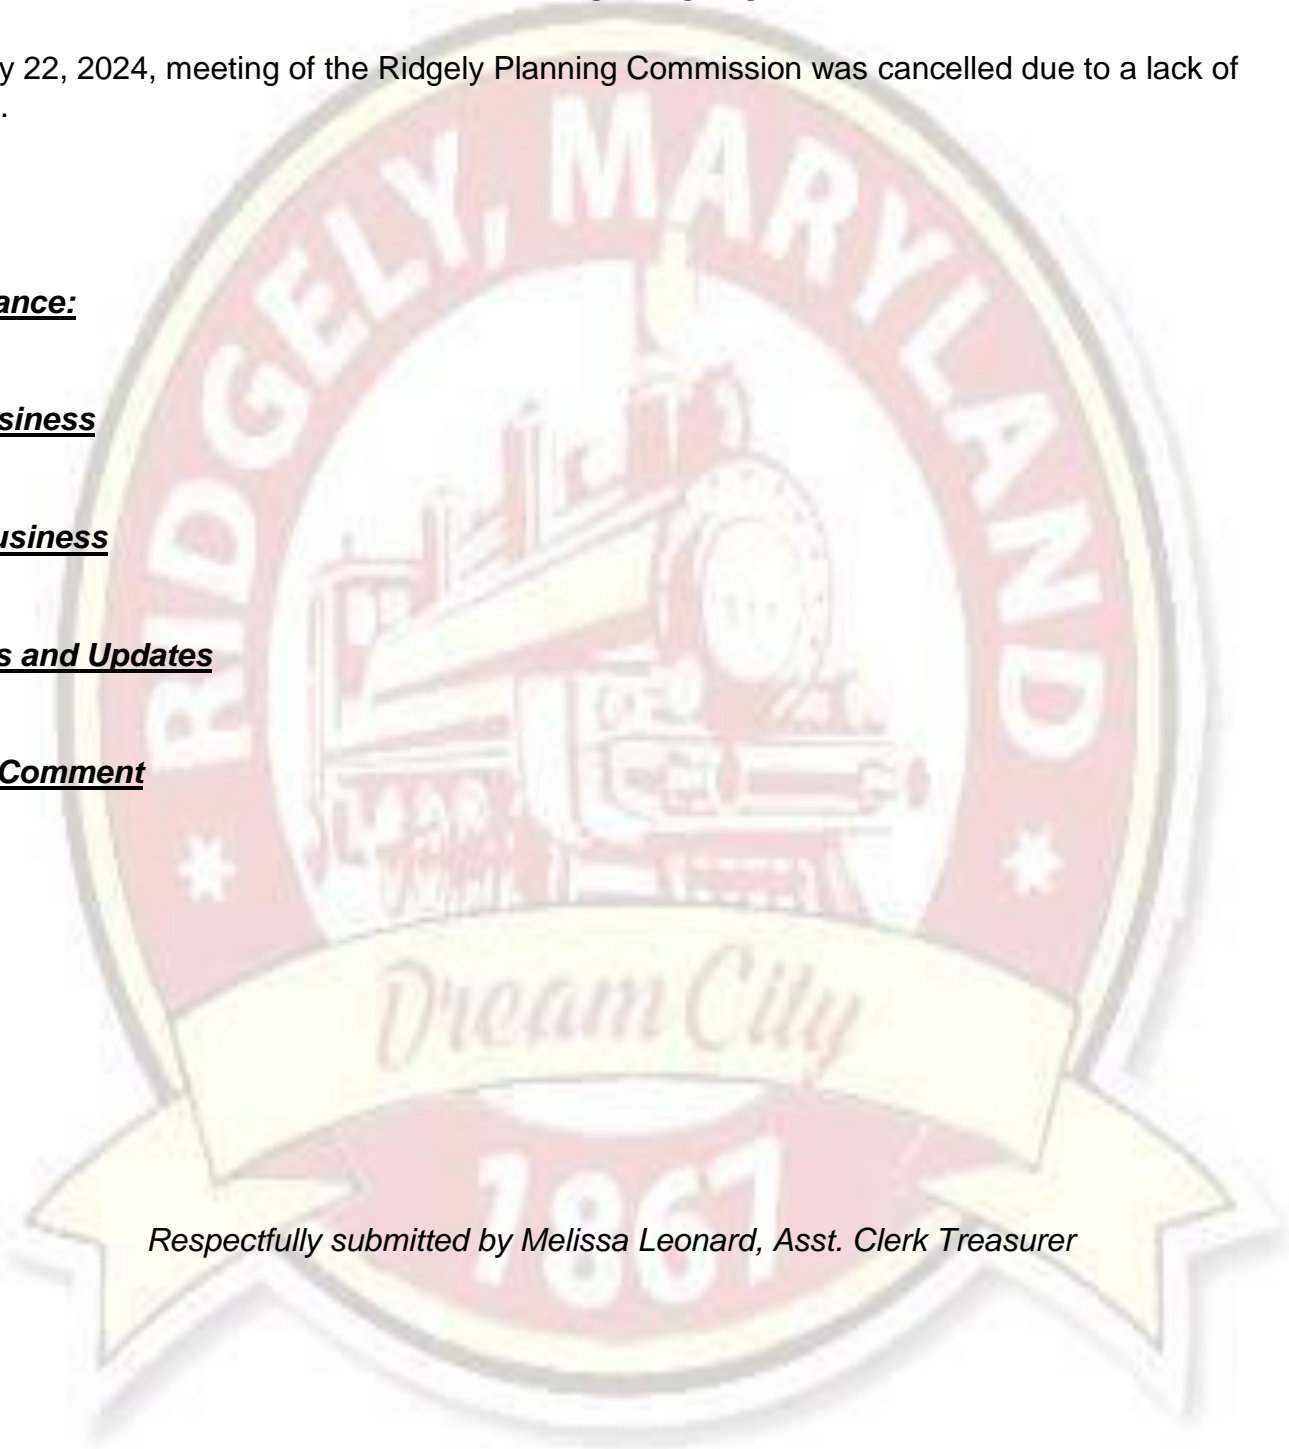 y 22, 2024, meeting of the Ridgely Planning Commission was cancelled due to a lack of
.
ance:
siness
usiness
s and Updates
Comment
RIDGELY, MARYLAND
Dream City
1867
Respectfully submitted by Melissa Leonard, Asst. Clerk Treasurer